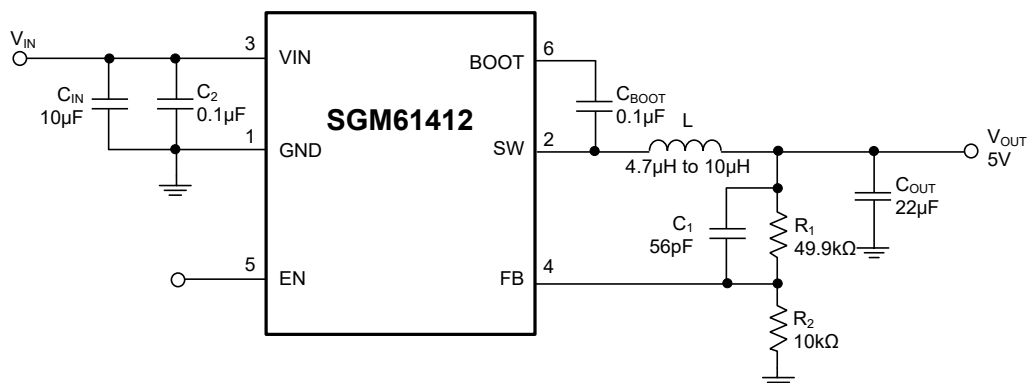 V_IN
3
VIN
C_IN
10μF
C_2
0.1μF
1
GND
5
EN
SGM61412
BOOT
6
C_BOOT
0.1μF
SW
2
L
4.7μH to 10μH
V_OUT
5V
C_OUT
22μF
C_1
56pF
R_1
49.9kΩ
FB
4
R_2
10kΩ